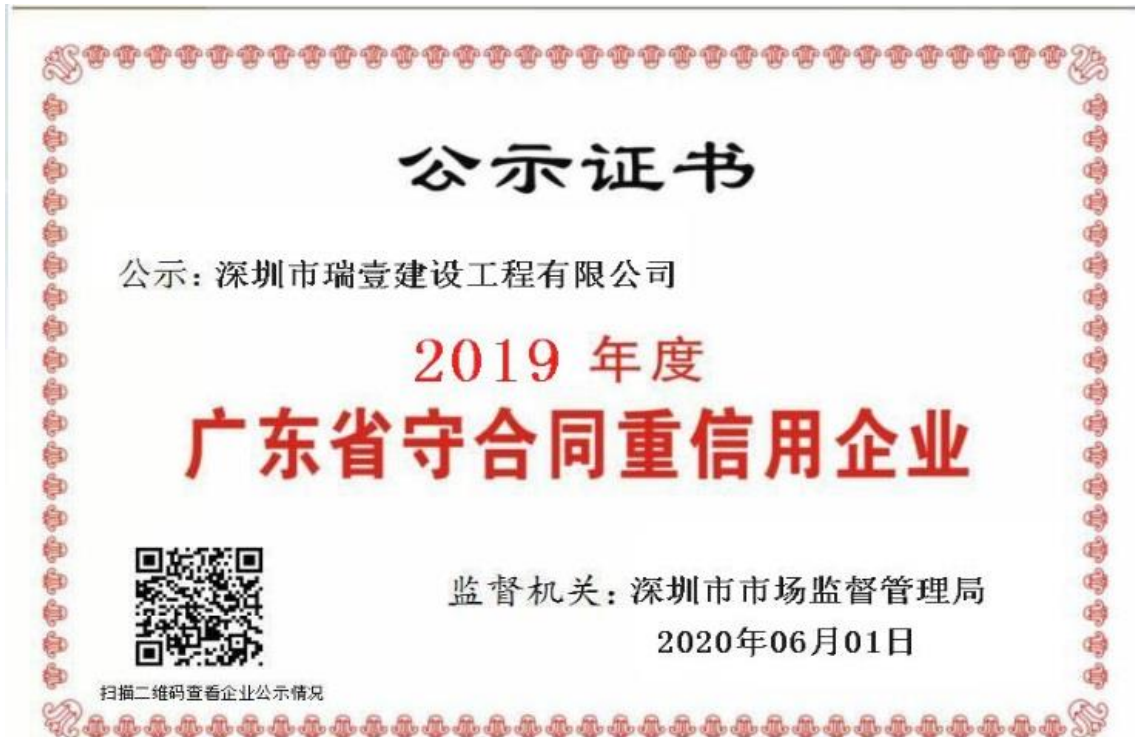 公示证书
公示：深圳市瑞壹建设工程有限公司
2019 年度
广东省守合同重信用企业
监督机关：深圳市市场监督管理局
2020年06月01日
扫描二维码查看企业公示情况